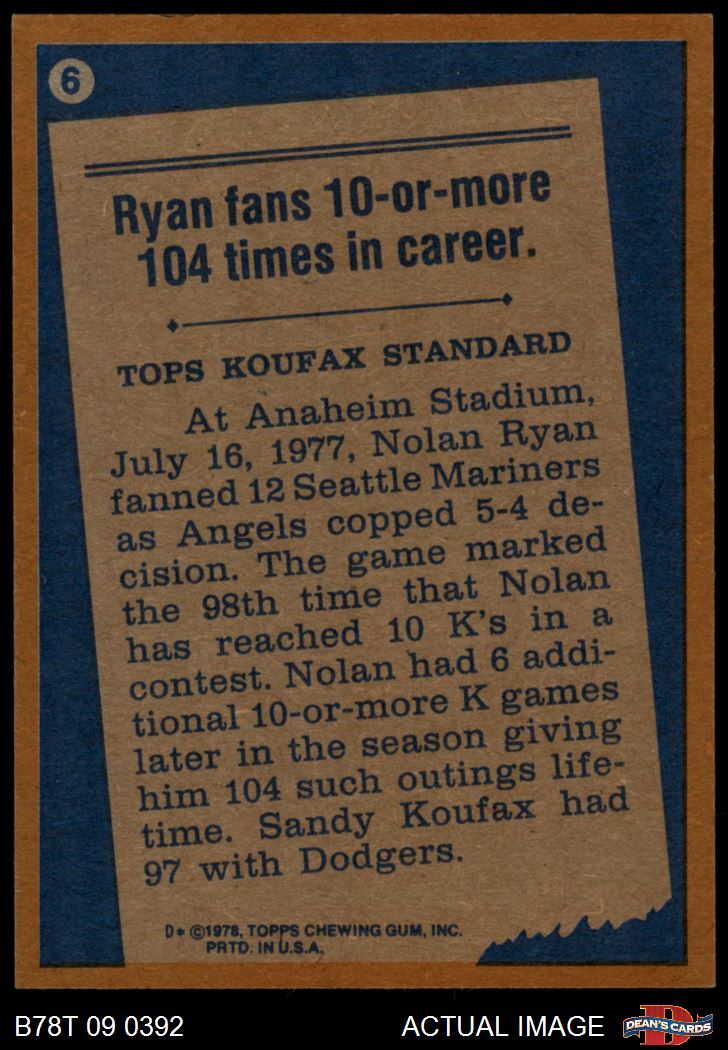 6
Ryan fans 10-or-more
104 times in career.
TOPS KOUFAX STANDARD
At Anaheim Stadium,
July 16, 1977, Nolan Ryan
fanned 12 Seattle Mariners
as Angels copped 5-4 de-
cision. The game marked
the 98th time that Nolan
has reached 10 K's in a
contest. Nolan had 6 addi-
tional 10-or-more K games
later in the season giving
him 104 such outings life-
time. Sandy Koufax had
97 with Dodgers.
D* ©1978, TOPPS CHEWING GUM, INC.
PRTD. IN U.S.A.
B78T 09 0392 ACTUAL IMAGE
D
DEAN'S CARDS